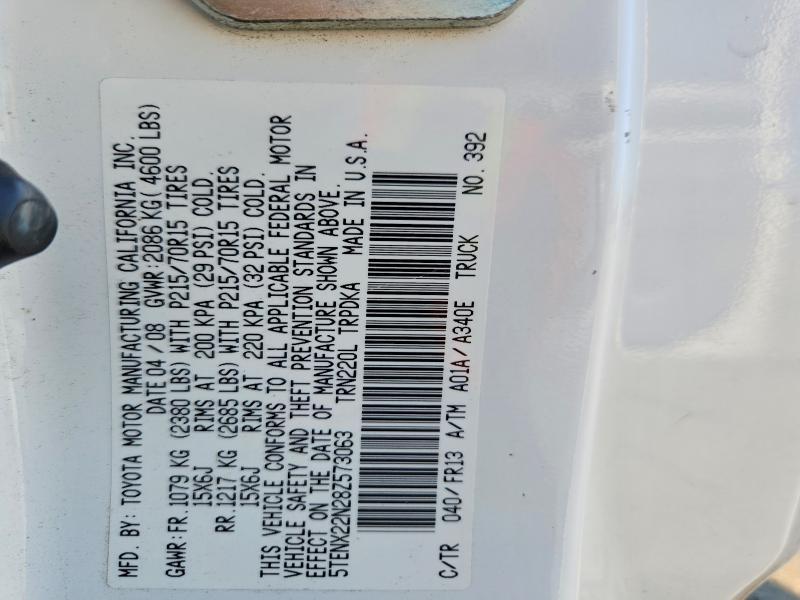 MFD. BY: TOYOTA MOTOR MANUFACTURING CALIFORNIA INC.
DATE 04 / 08 GVWR: 2086 KG( 4600 LBS)
GAWR: FR. 1079 KG (2380 LBS) WITH P215/70R15 TIRES
15X6J RIMS AT 200 KPA (29 PSI) COLD.
RR. 1217 KG (2685 LBS) WITH P215/70R15 TIRES
15X6J RIMS AT 220 KPA (32 PSI) COLD.
THIS VEHICLE CONFORMS TO ALL APPLICABLE FEDERAL MOTOR
VEHICLE SAFETY AND THEFT PREVENTION STANDARDS IN
EFFECT ON THE DATE OF MANUFACTURE SHOWN ABOVE.
5TENX22N28Z573063 TRN220L TRPDKA MADE IN U.S.A.
C/TR 040/FR13 A/TM A01A/A340E TRUCK NO. 392